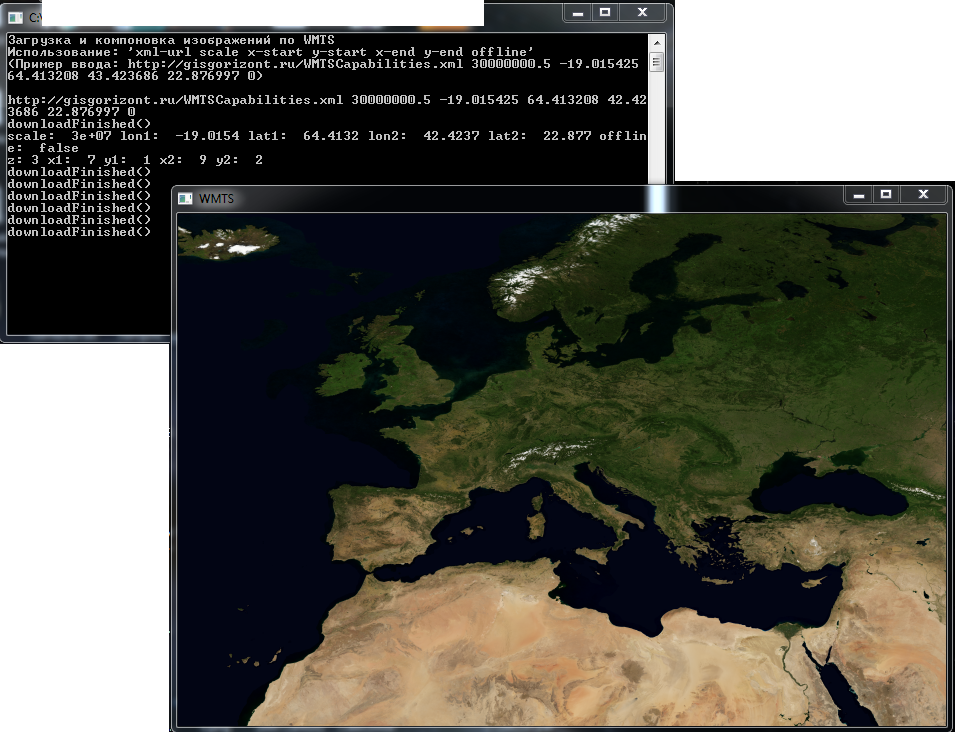 C:\
Загрузка и компоновка изображений по WMTS
Использование: 'xml-url scale x-start y-start x-end y-end offline'
(Пример ввода: http://gisgorizont.ru/WMTSCapabilities.xml 30000000.5 -19.015425
64.413208 43.423686 22.876997 0)
http://gisgorizont.ru/WMTSCapabilities.xml 30000000.5 -19.015425 64.413208 42.42
3686 22.876997 0
downloadFinished()
scale:  3e+07 lon1:  -19.0154 lat1:  64.4132 lon2:  42.4237 lat2:  22.877 offlin
e:  false
z: 3 x1:  7 y1:  1 x2:  9 y2:  2
downloadFinished()
downloadFinished()
downloadFinished()
downloadFinished()
downloadFinished()
downloadFinished()
WMTS